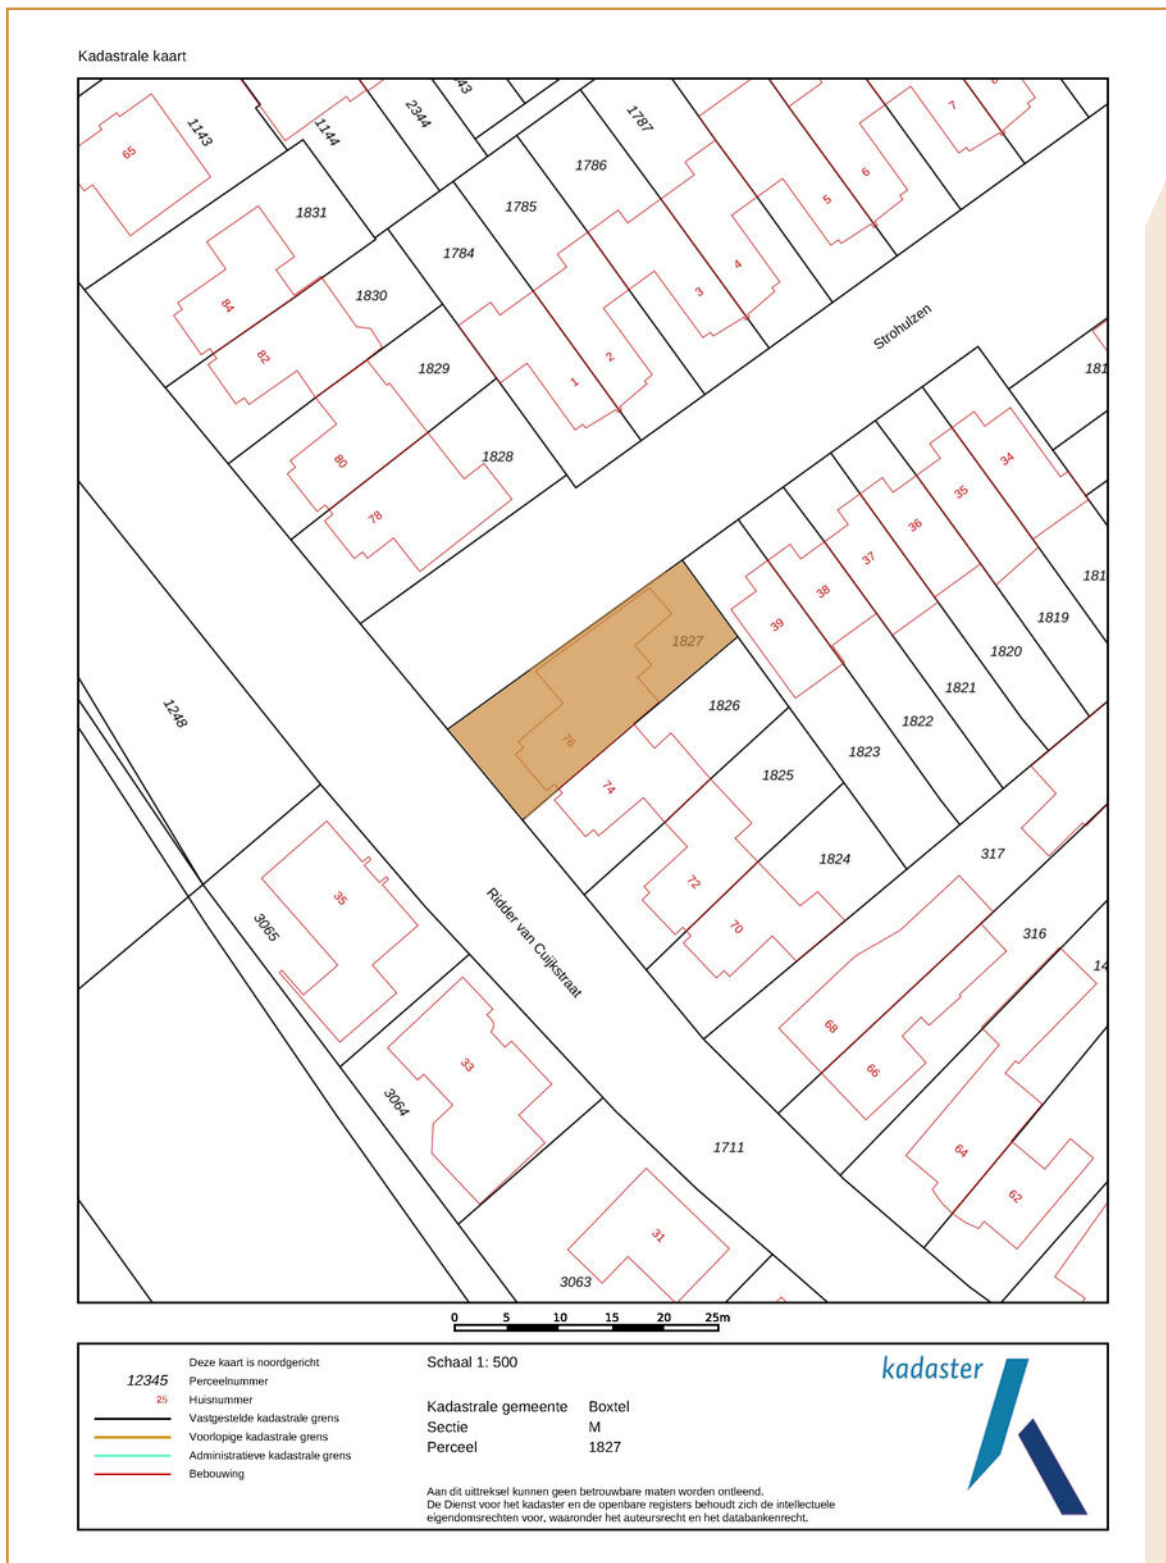 Kadastrale kaart
65
1143
1144
2344
1787
1786
1785
1784
1831
1830
1829
1828
84
82
80
78
1
2
3
4
5
6
7
Strohulzen
34
35
36
37
38
39
1819
1820
1821
1822
1823
1827
1826
1825
1824
76
74
72
70
1248
35
3065
33
3064
31
3063
Ridder van Cuijkstraat
1711
317
316
68
66
64
62
0 5 10 15 20 25m
Deze kaart is noordgericht
12345 Perceelnummer
25 Huisnummer
Vastgestelde kadastrale grens
Voorlopige kadastrale grens
Administratieve kadastrale grens
Bebouwing
Schaal 1: 500
Kadastrale gemeente Boxtel
Sectie M
Perceel 1827
Aan dit uittreksel kunnen geen betrouwbare maten worden ontleend.
De Dienst voor het kadaster en de openbare registers behoudt zich de intellectuele
eigendomsrechten voor, waaronder het auteursrecht en het databankenrecht.
kadaster